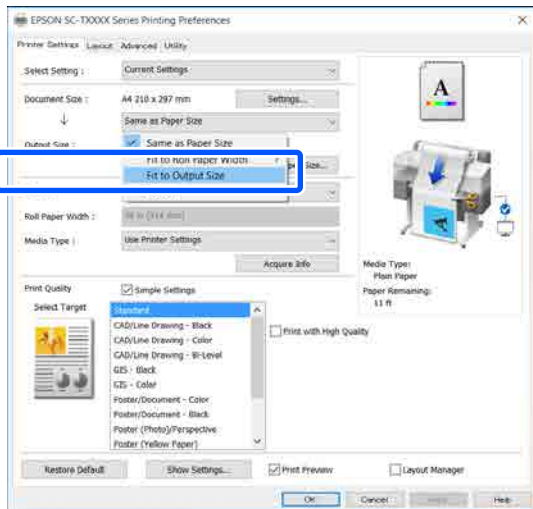 EPSON SC-TXXXX Series Printing Preferences
Printer Settings Layout Advanced Utility
Select Setting : Current Settings
Document Size : A4 210 x 297 mm Settings...
Same as Paper Size
Output Size : Same as Paper Size
Fit to Roll Paper Width
Size...
Fit to Output Size
Roll Paper Width :
Media Type : Use Printer Settings
Acquire Info
A
Media Type:
Plain Paper
Paper Remaining:
11 ft
Print Quality Simple Settings
Select Target
Standard
CAD/Line Drawing - Black
CAD/Line Drawing - Color
CAD/Line Drawing - Bi-Level
GIS - Black
GIS - Color
Poster/Document - Color
Poster/Document - Black
Poster (Photo)/Perspective
Poster (Yellow Paper)
Print with High Quality
Restore Default Show Settings... Print Preview Layout Manager
OK Cancel Help